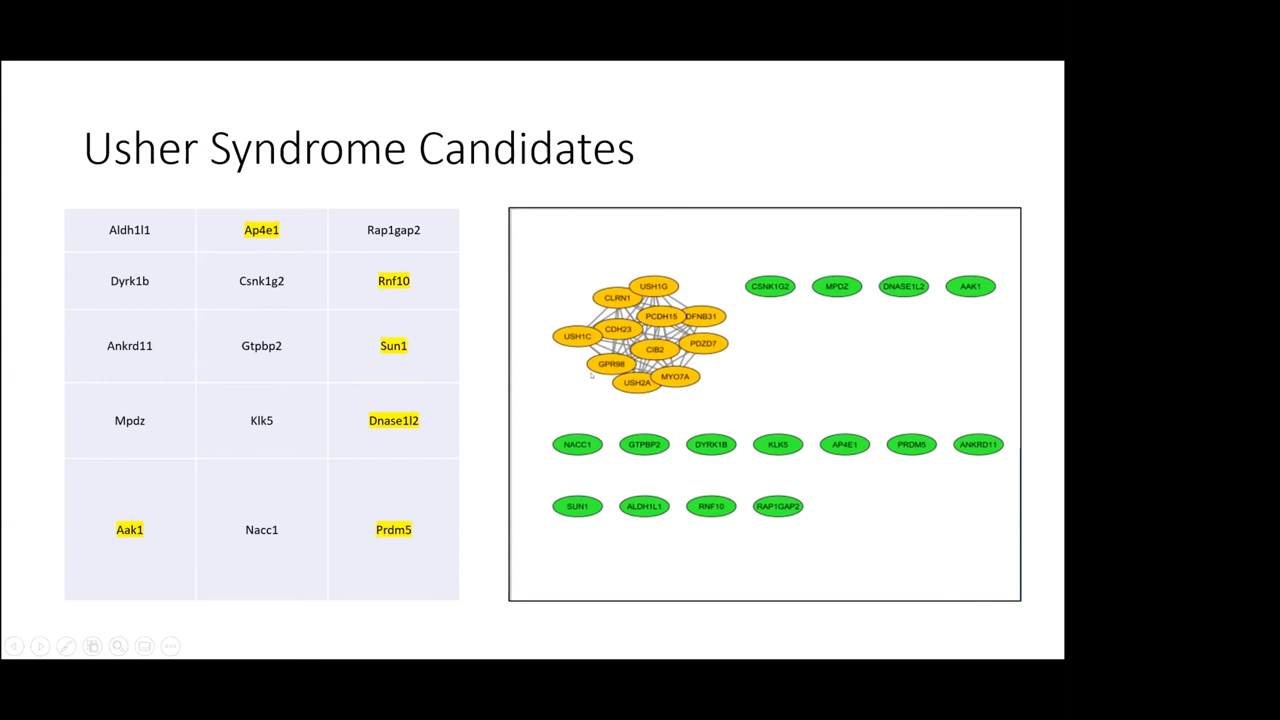 Usher Syndrome Candidates
Aldh1l1 Ap4e1 Rap1gap2
Dyrk1b Csnk1g2 Rnf10
Ankrd11 Gtpbp2 Sun1
Mpdz Klk5 Dnase1l2
Aak1 Nacc1 Prdm5
USH1G
CLRN1
PCDH15 DFNB31
CDH23
USH1C
CIB2 PDZD7
GPR98
USH2A MYO7A
CSNK1G2 MPDZ DNASE1L2 AAK1
NACC1 GTPBP2 DYRK1B KLK5 AP4E1 PRDM5 ANKRD11
SUN1 ALDH1L1 RNF10 RAP1GAP2